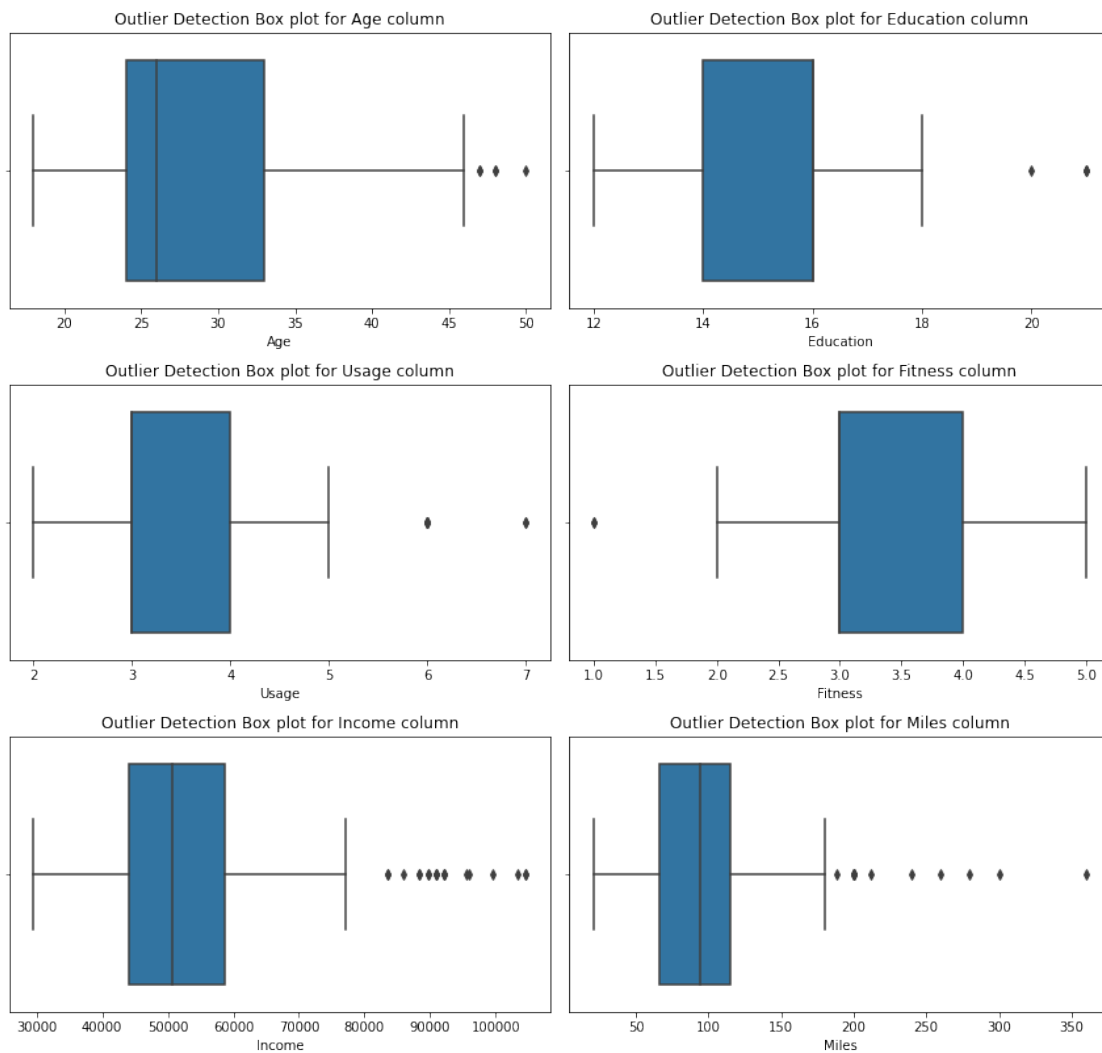 Outlier Detection Box plot for Age column
20 25 30 35 40 45 50
Age
Outlier Detection Box plot for Education column
12 14 16 18 20
Education
Outlier Detection Box plot for Usage column
2 3 4 5 6 7
Usage
Outlier Detection Box plot for Fitness column
1.0 1.5 2.0 2.5 3.0 3.5 4.0 4.5 5.0
Fitness
Outlier Detection Box plot for Income column
30000 40000 50000 60000 70000 80000 90000 100000
Income
Outlier Detection Box plot for Miles column
50 100 150 200 250 300 350
Miles